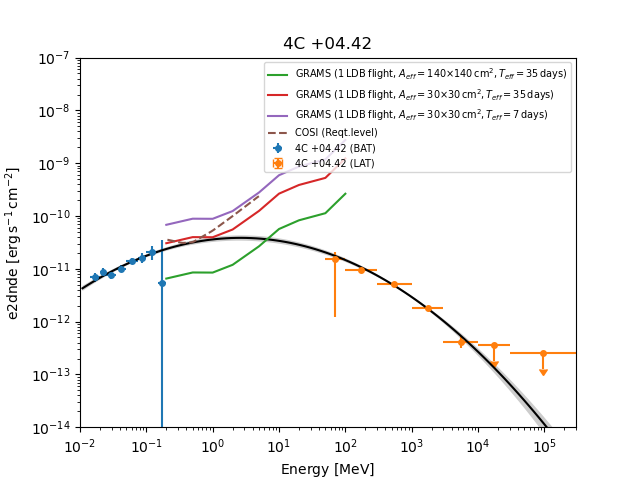 4C +04.42
GRAMS (1 LDB flight, A_eff = 140×140 cm², T_eff = 35 days)
GRAMS (1 LDB flight, A_eff = 30×30 cm², T_eff = 35 days)
GRAMS (1 LDB flight, A_eff = 30×30 cm², T_eff = 7 days)
COSI (Reqt.level)
4C +04.42 (BAT)
4C +04.42 (LAT)
e2dnde [erg s⁻¹ cm⁻²]
10⁻⁷
10⁻⁸
10⁻⁹
10⁻¹⁰
10⁻¹¹
10⁻¹²
10⁻¹³
10⁻¹⁴
10⁻² 10⁻¹ 10⁰ 10¹ 10² 10³ 10⁴ 10⁵
Energy [MeV]